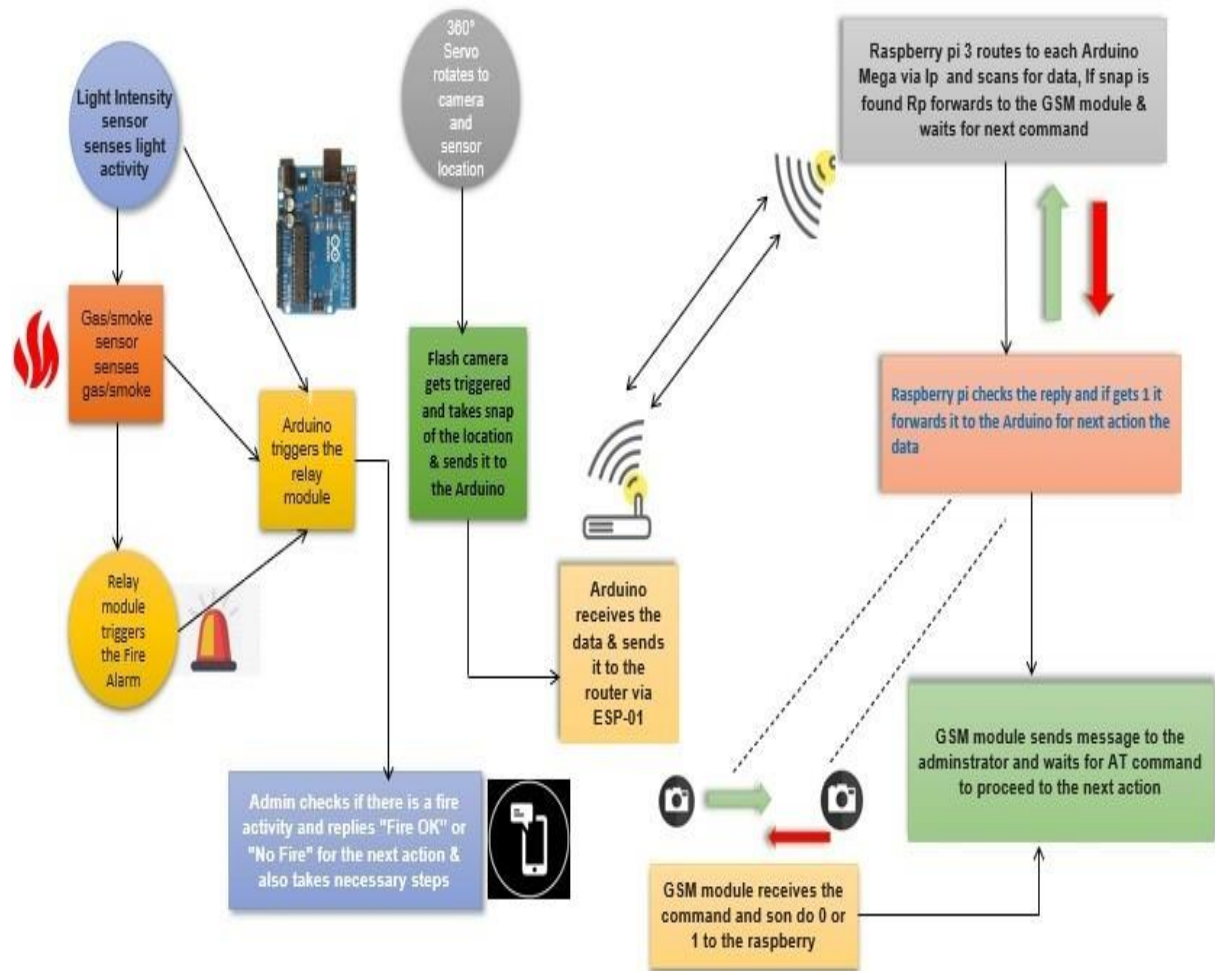 Light Intensity
sensor
senses light
activity
360°
Servo
rotates to
camera
and
sensor
location
Raspberry pi 3 routes to each Arduino
Mega via Ip and scans for data, If snap is
found Rp forwards to the GSM module &
waits for next command
Gas/smoke
sensor
senses
gas/smoke
Arduino
triggers the
relay
module
Flash camera
gets triggered
and takes snap
of the location
& sends it to
the Arduino
Raspberry pi checks the reply and if gets 1 it
forwards it to the Arduino for next action the
data
Relay
module
triggers
the Fire
Alarm
Arduino
receives the
data & sends
it to the
router via
ESP-01
GSM module sends message to the
adminstrator and waits for AT command
to proceed to the next action
Admin checks if there is a fire
activity and replies "Fire OK" or
"No Fire" for the next action &
also takes necessary steps
GSM module receives the
command and son do 0 or
1 to the raspberry